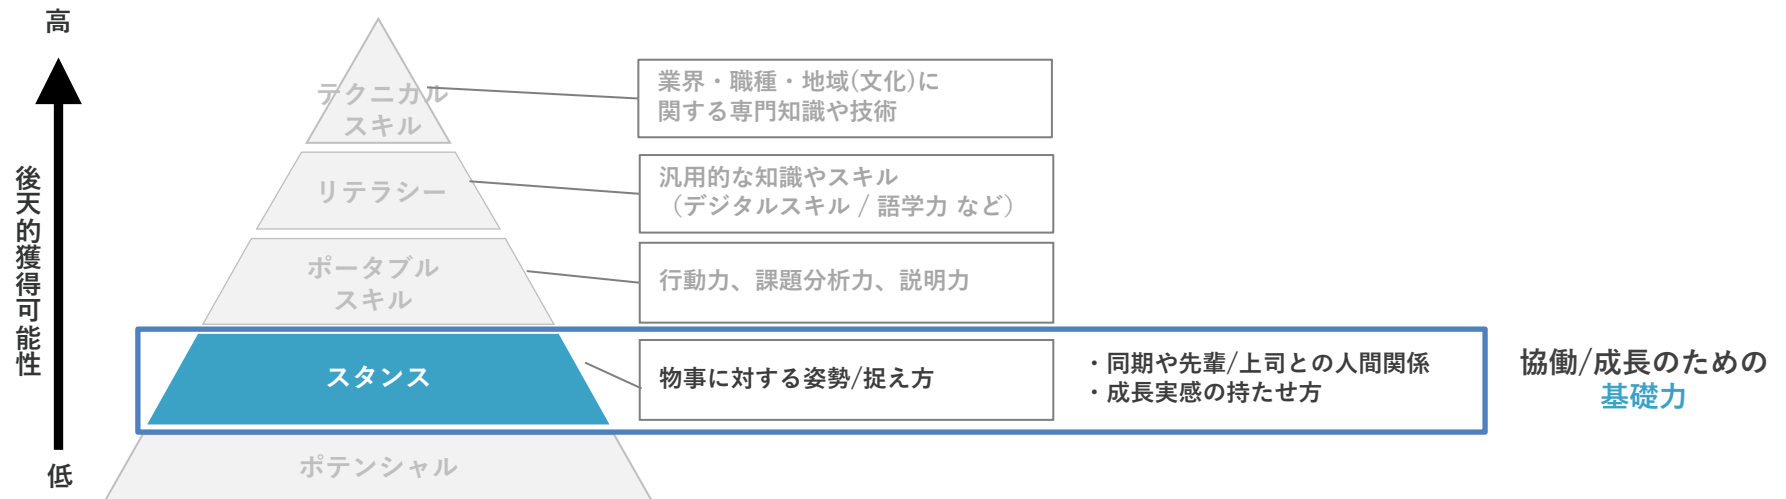 高
後天的獲得可能性
低
テクニカル
スキル
業界・職種・地域(文化)に
関する専門知識や技術
リテラシー
汎用的な知識やスキル
（デジタルスキル / 語学力 など）
ポータブル
スキル
行動力、課題分析力、説明力
スタンス
物事に対する姿勢/捉え方
・同期や先輩/上司との人間関係
・成長実感の持たせ方
協働/成長のための
基礎力
ポテンシャル